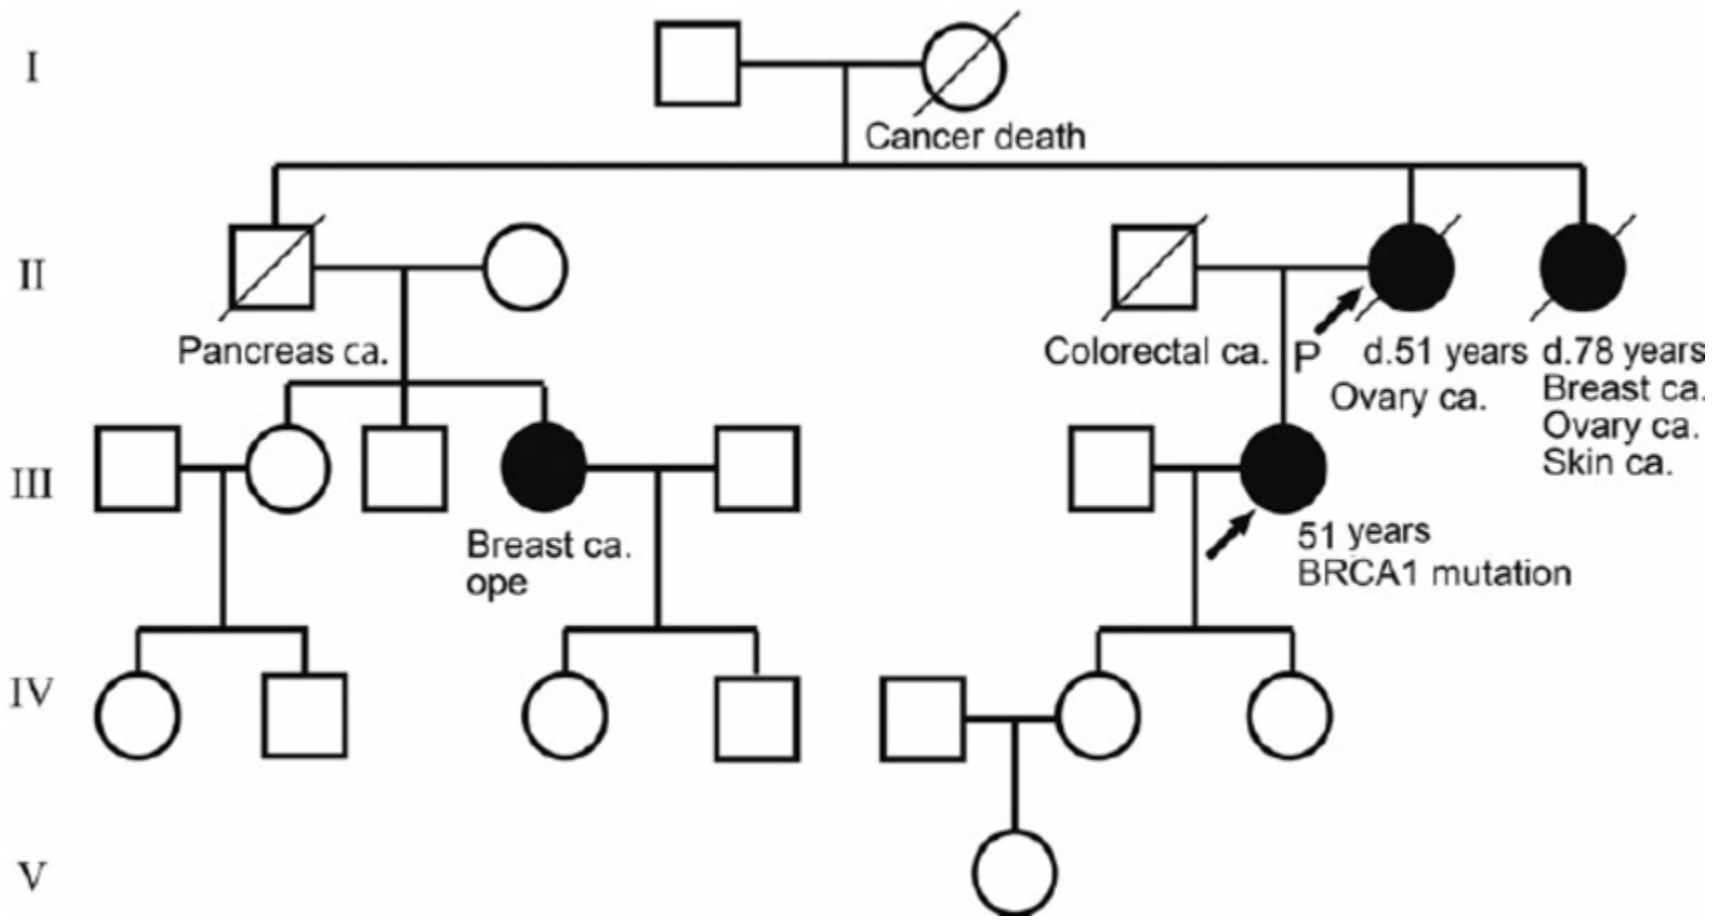 I
Cancer death
II
Pancreas ca.
Colorectal ca.
P
d.51 years
Ovary ca.
d.78 years
Breast ca.
Ovary ca.
Skin ca.
III
Breast ca.
ope
51 years
BRCA1 mutation
IV
V